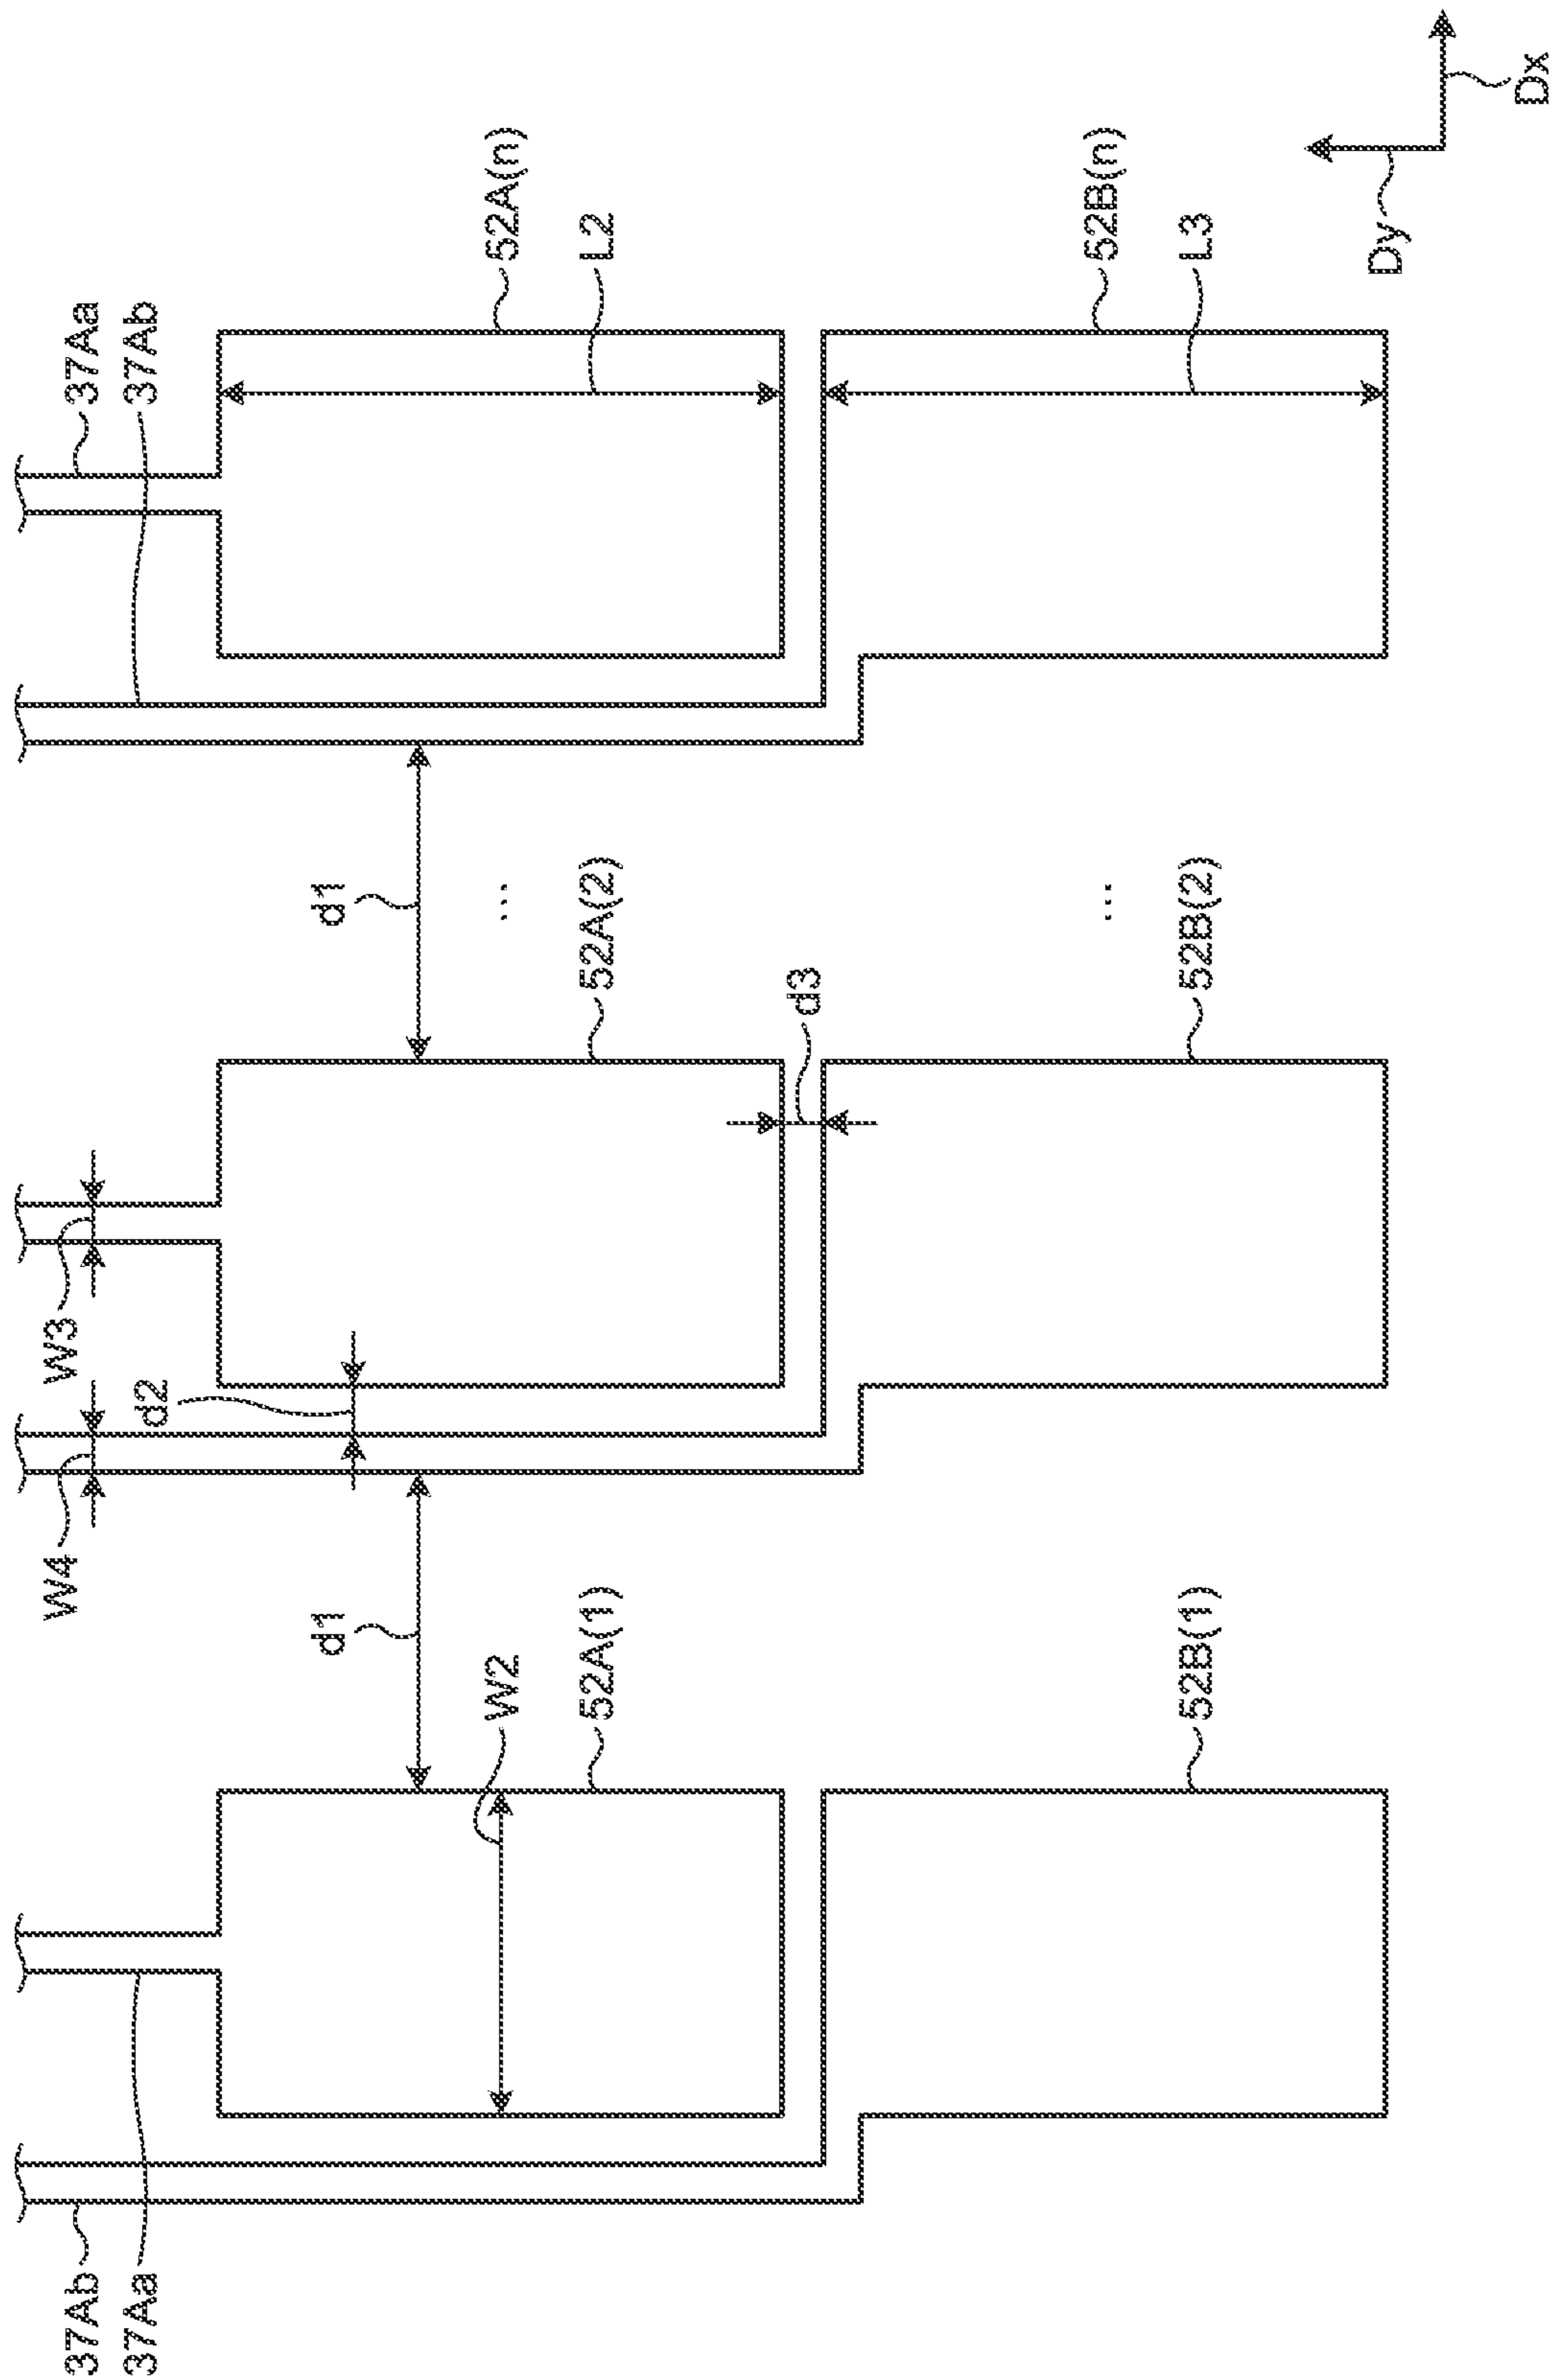 W4
W3
37Ab
37Aa
37Aa
d2
37Ab
d1
d1
W2
...
52A(n)
52A(1)
52A(2)
L2
d3
...
52B(n)
52B(1)
52B(2)
L3
Dy
Dx